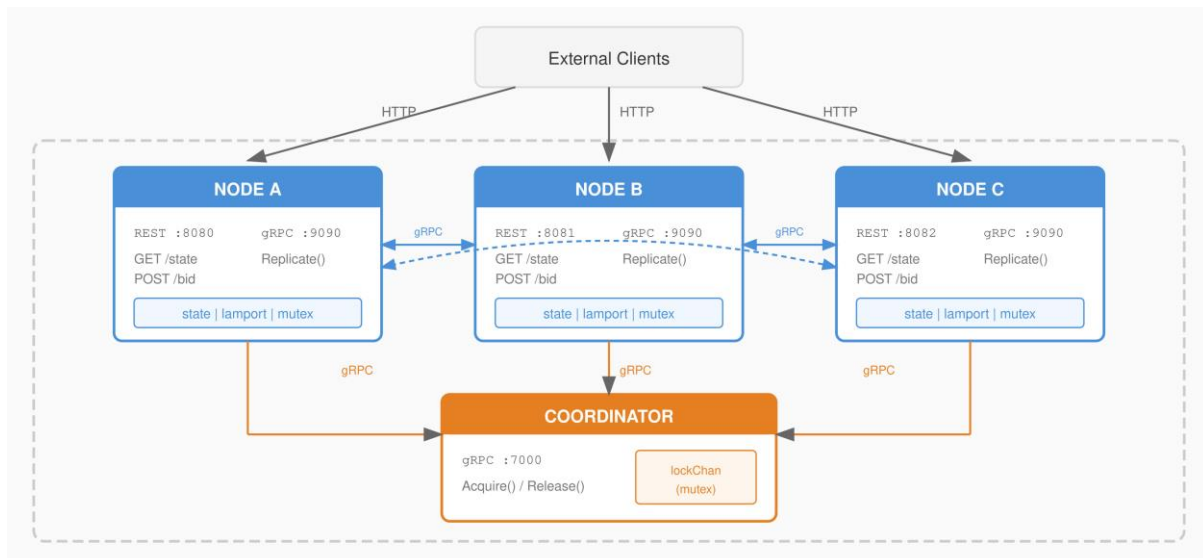 External Clients
HTTP
HTTP
HTTP
NODE A
NODE B
NODE C
REST :8080
gRPC :9090
gRPC
REST :8081
gRPC :9090
gRPC
REST :8082
gRPC :9090
GET /state
Replicate()
GET /state
Replicate()
GET /state
Replicate()
POST /bid
POST /bid
POST /bid
state | lamport | mutex
state | lamport | mutex
state | lamport | mutex
gRPC
gRPC
gRPC
COORDINATOR
gRPC :7000
Acquire() / Release()
lockChan
(mutex)